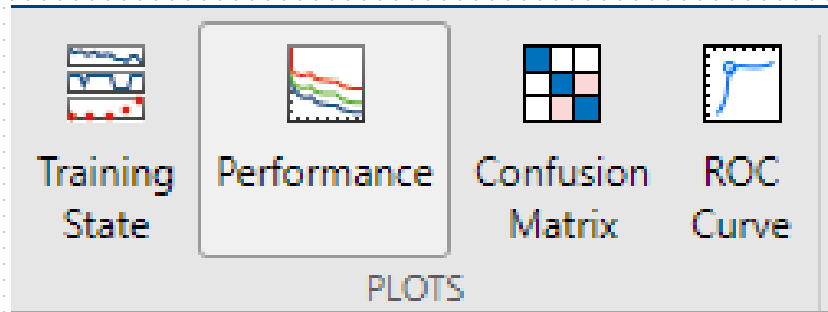 Training
State
Performance
Confusion
Matrix
ROC
Curve
PLOTS